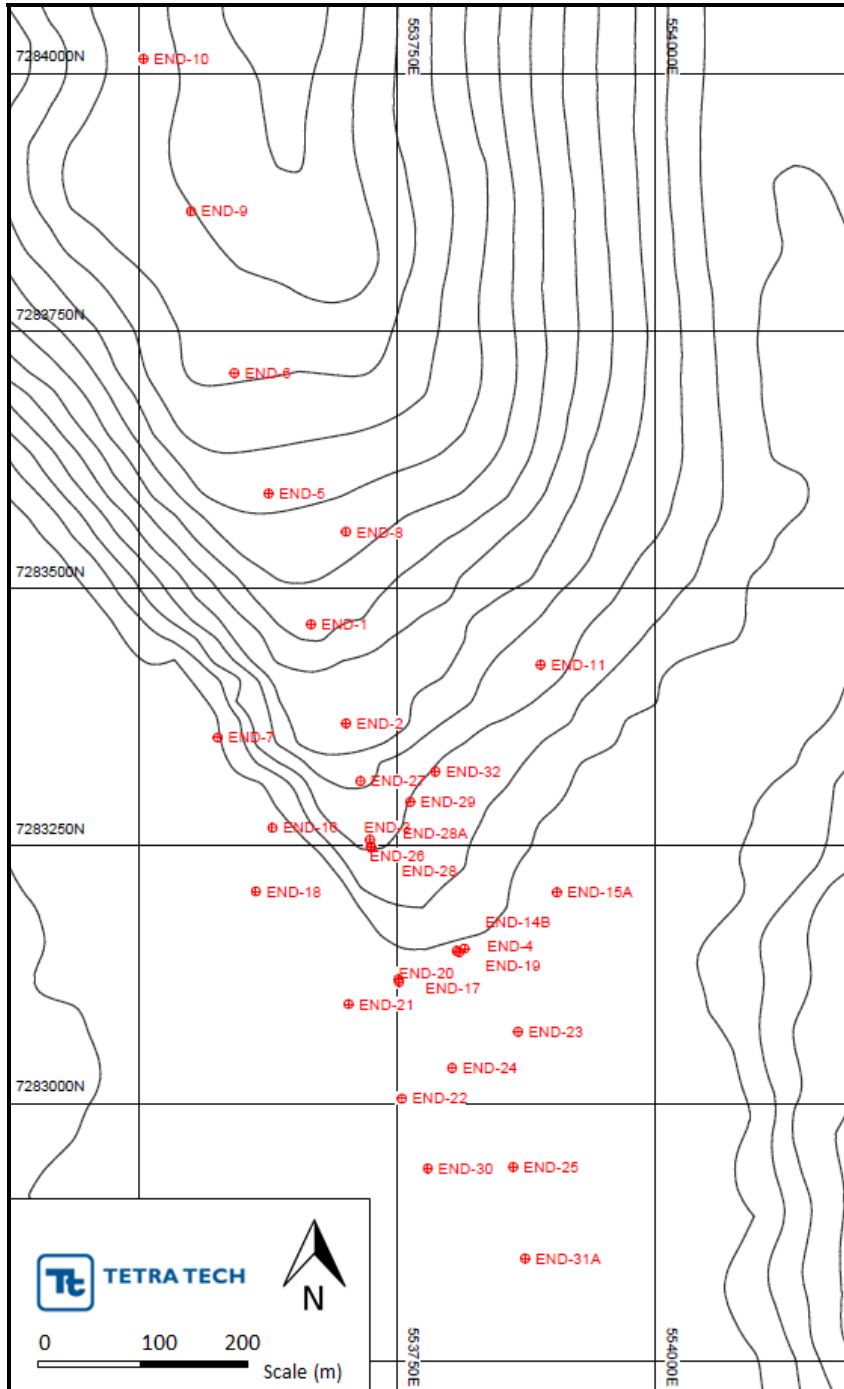 553750E
554000E
7284000N
END-10
END-9
7283750N
END-6
END-5
END-8
7283500N
END-1
END-11
END-2
END-7
END-32
END-27
END-29
END-16
END-3
END-28A
7283250N
END-26
END-28
END-18
END-15A
END-14B
END-4
END-19
END-20
END-17
END-21
END-23
END-24
7283000N
END-22
END-30
END-25
END-31A
Tt TETRA TECH
N
0 100 200
Scale (m)
553750E
554000E